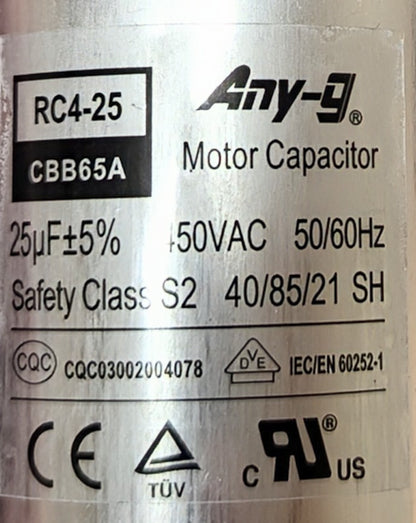 RC4-25
Any-g®
CBB65A
Motor Capacitor
25µF±5% 450VAC 50/60Hz
Safety Class S2 40/85/21 SH
CQC CQC03002004078 DVE IEC/EN 60252-1
CE TÜV c RU® US